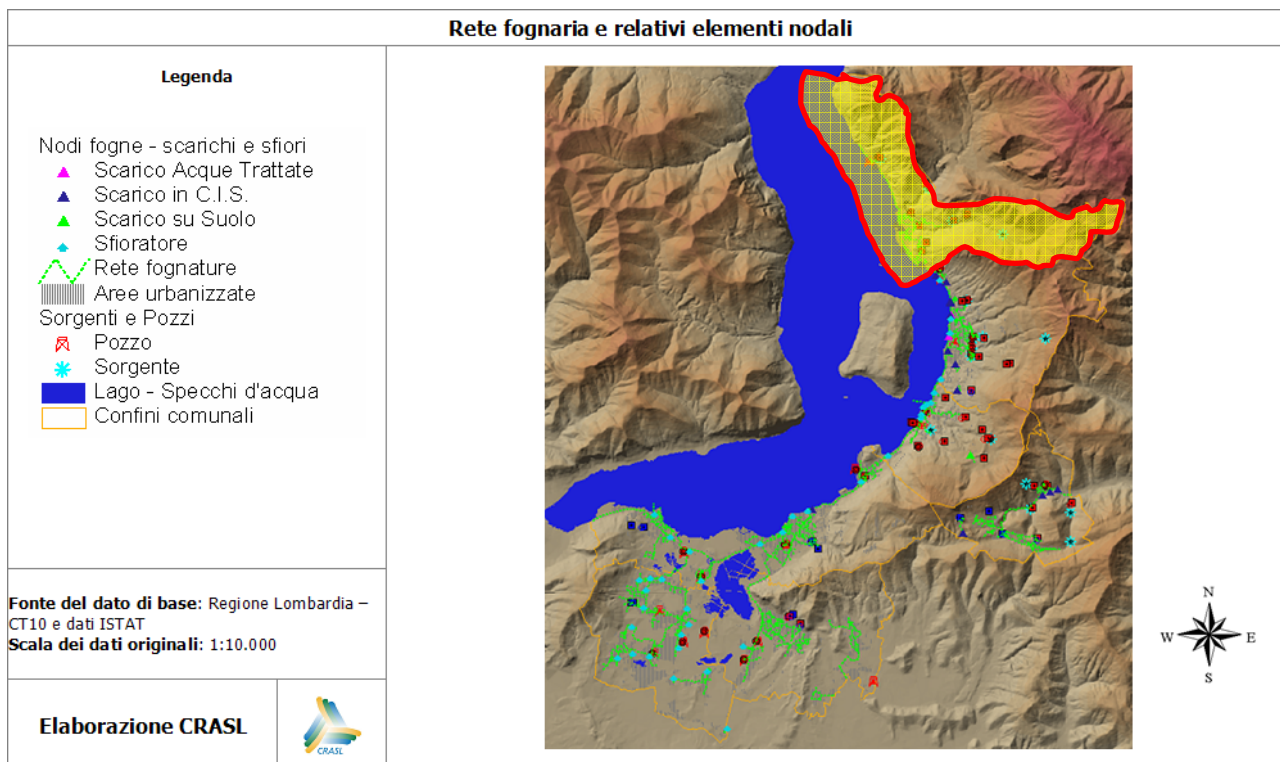 Rete fognaria e relativi elementi nodali
Legenda
Nodi fogne - scarichi e sfiori
Scarico Acque Trattate
Scarico in C.I.S.
Scarico su Suolo
Sfioratore
Rete fognature
Aree urbanizzate
Sorgenti e Pozzi
Pozzo
Sorgente
Lago - Specchi d'acqua
Confini comunali
Fonte del dato di base: Regione Lombardia –
CT10 e dati ISTAT
Scala dei dati originali: 1:10.000
Elaborazione CRASL
CRASL
N
W E
S